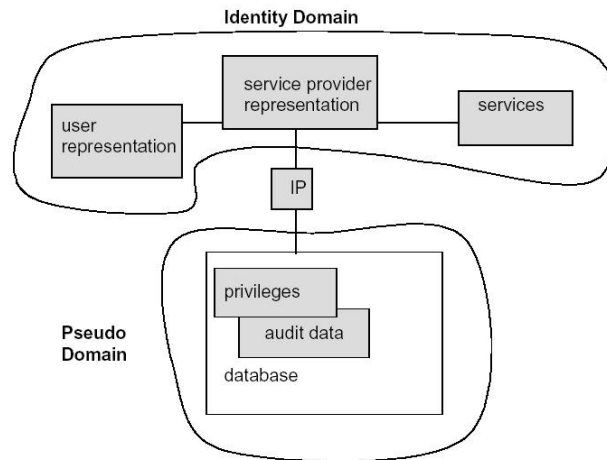 Identity Domain
service provider
representation
services
user
representation
IP
privileges
audit data
Pseudo
Domain
database